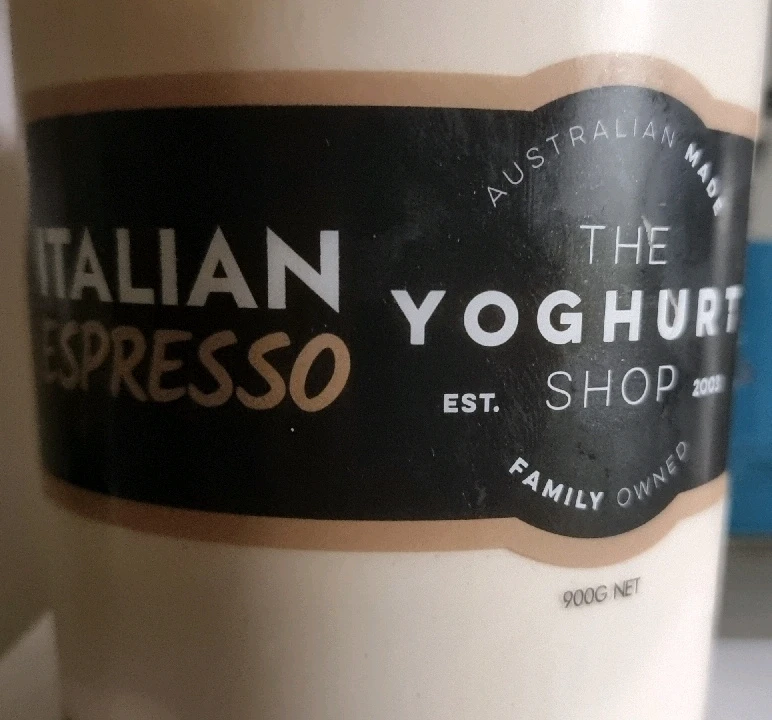 ITALIAN
ESPRESSO
AUSTRALIAN MADE
THE
YOGHURT
EST. SHOP 2003
FAMILY OWNED
900G NET